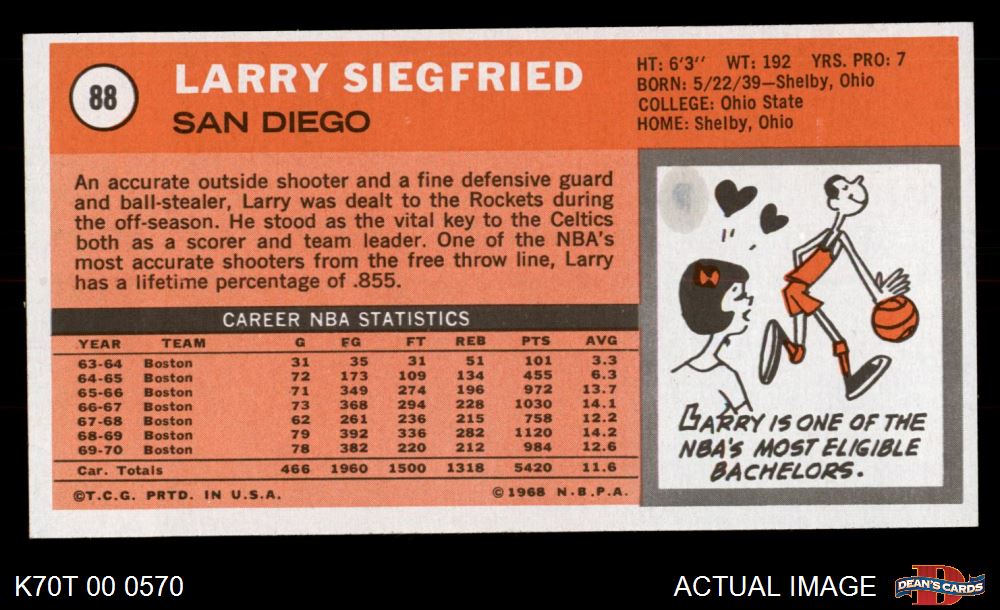 88
LARRY SIEGFRIED
SAN DIEGO
HT: 6'3'' WT: 192 YRS. PRO: 7
BORN: 5/22/39—Shelby, Ohio
COLLEGE: Ohio State
HOME: Shelby, Ohio
An accurate outside shooter and a fine defensive guard
and ball-stealer, Larry was dealt to the Rockets during
the off-season. He stood as the vital key to the Celtics
both as a scorer and team leader. One of the NBA's
most accurate shooters from the free throw line, Larry
has a lifetime percentage of .855.
CAREER NBA STATISTICS
YEAR TEAM G FG FT REB PTS AVG
63-64 Boston 31 35 31 51 101 3.3
64-65 Boston 72 173 109 134 455 6.3
65-66 Boston 71 349 274 196 972 13.7
66-67 Boston 73 368 294 228 1030 14.1
67-68 Boston 62 261 236 215 758 12.2
68-69 Boston 79 392 336 282 1120 14.2
69-70 Boston 78 382 220 212 984 12.6
Car. Totals 466 1960 1500 1318 5420 11.6
©T.C.G. PRTD. IN U.S.A. ©1968 N.B.P.A.
LARRY IS ONE OF THE
NBA'S MOST ELIGIBLE
BACHELORS.
K70T 00 0570
ACTUAL IMAGE
DEAN'S CARDS